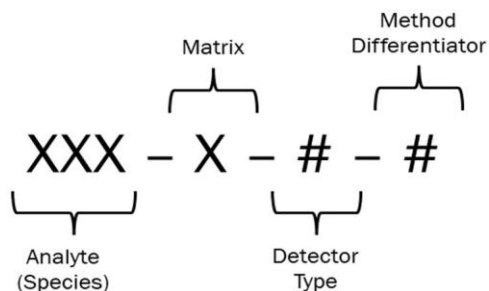 Method
Differentiator
Matrix
XXX – X – # – #
Analyte
(Species)
Detector
Type